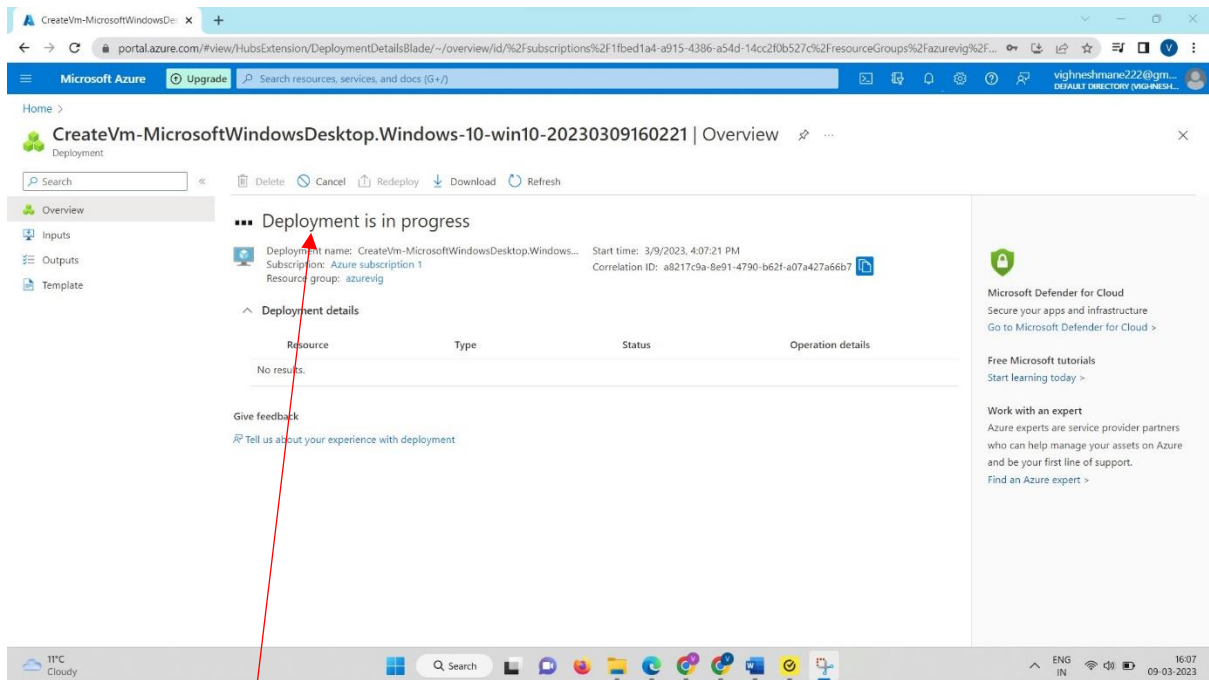 CreateVm-MicrosoftWindowsDe
portal.azure.com/#view/HubsExtension/DeploymentDetailsBlade/~/overview/id/%2Fsubscriptions%2F1fbed1a4-a915-4386-a54d-14cc2f0b527c%2FresourceGroups%2Fazurevig%2F...
V
Microsoft Azure
Upgrade
Search resources, services, and docs (G+/)
vighneshmane222@gm...
DEFAULT DIRECTORY (VIGHNESH...
Home >
CreateVm-MicrosoftWindowsDesktop.Windows-10-win10-20230309160221 | Overview
Deployment
Search
Delete Cancel Redeploy Download Refresh
Overview
Inputs
Outputs
Template
Deployment is in progress
Deployment name: CreateVm-MicrosoftWindowsDesktop.Windows...
Subscription: Azure subscription 1
Resource group: azurevig
Start time: 3/9/2023, 4:07:21 PM
Correlation ID: a8217c9a-8e91-4790-b62f-a07a427a66b7
Deployment details
Resource Type Status Operation details
No results.
Give feedback
Tell us about your experience with deployment
Microsoft Defender for Cloud
Secure your apps and infrastructure
Go to Microsoft Defender for Cloud >
Free Microsoft tutorials
Start learning today >
Work with an expert
Azure experts are service provider partners
who can help manage your assets on Azure
and be your first line of support.
Find an Azure expert >
11°C
Cloudy
Search
ENG
IN
16:07
09-03-2023